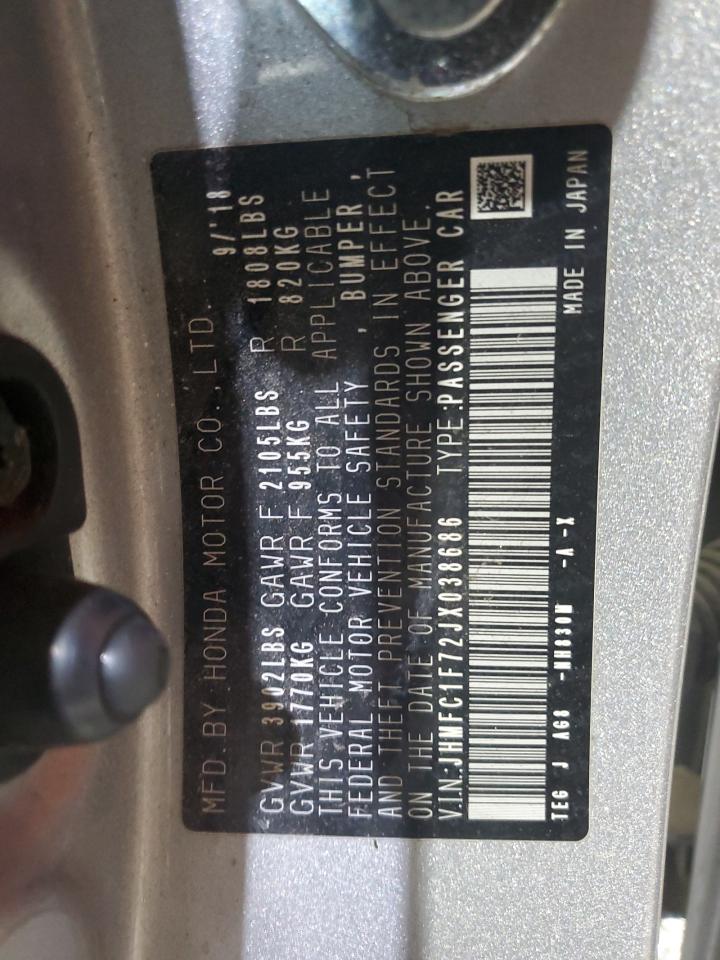 MFD.BY HONDA MOTOR CO.,LTD. 9/'18
GVWR 3902LBS GAWR F 2105LBS R 1808LBS
GVWR 1770KG GAWR F 955KG R 820KG
THIS VEHICLE CONFORMS TO ALL APPLICABLE
FEDERAL MOTOR VEHICLE SAFETY , BUMPER ,
AND THEFT PREVENTION STANDARDS IN EFFECT
ON THE DATE OF MANUFACTURE SHOWN ABOVE.
VIN:JHMFC1F72JX038686 TYPE:PASSENGER CAR
TEG J AG8 -NH830M -A-X MADE IN JAPAN